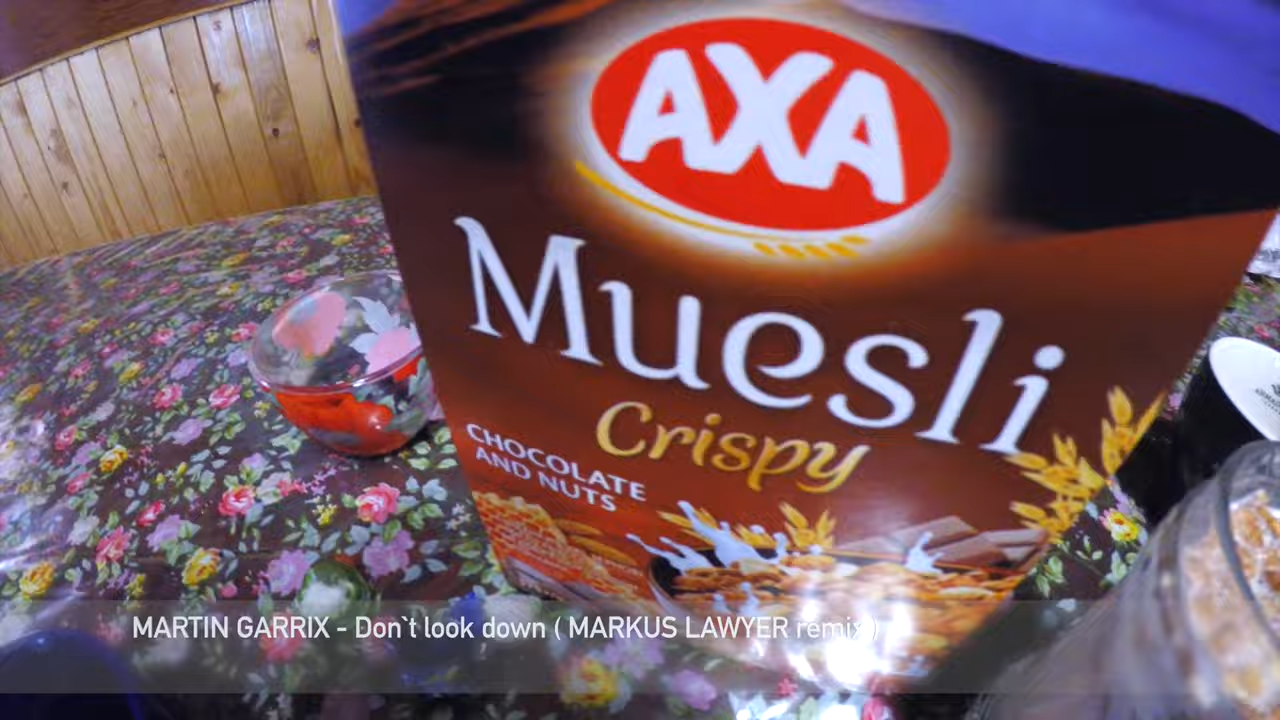 AXA
Muesli
Crispy
CHOCOLATE
AND NUTS
MARTIN GARRIX - Don`t look down ( MARKUS LAWYER remix )